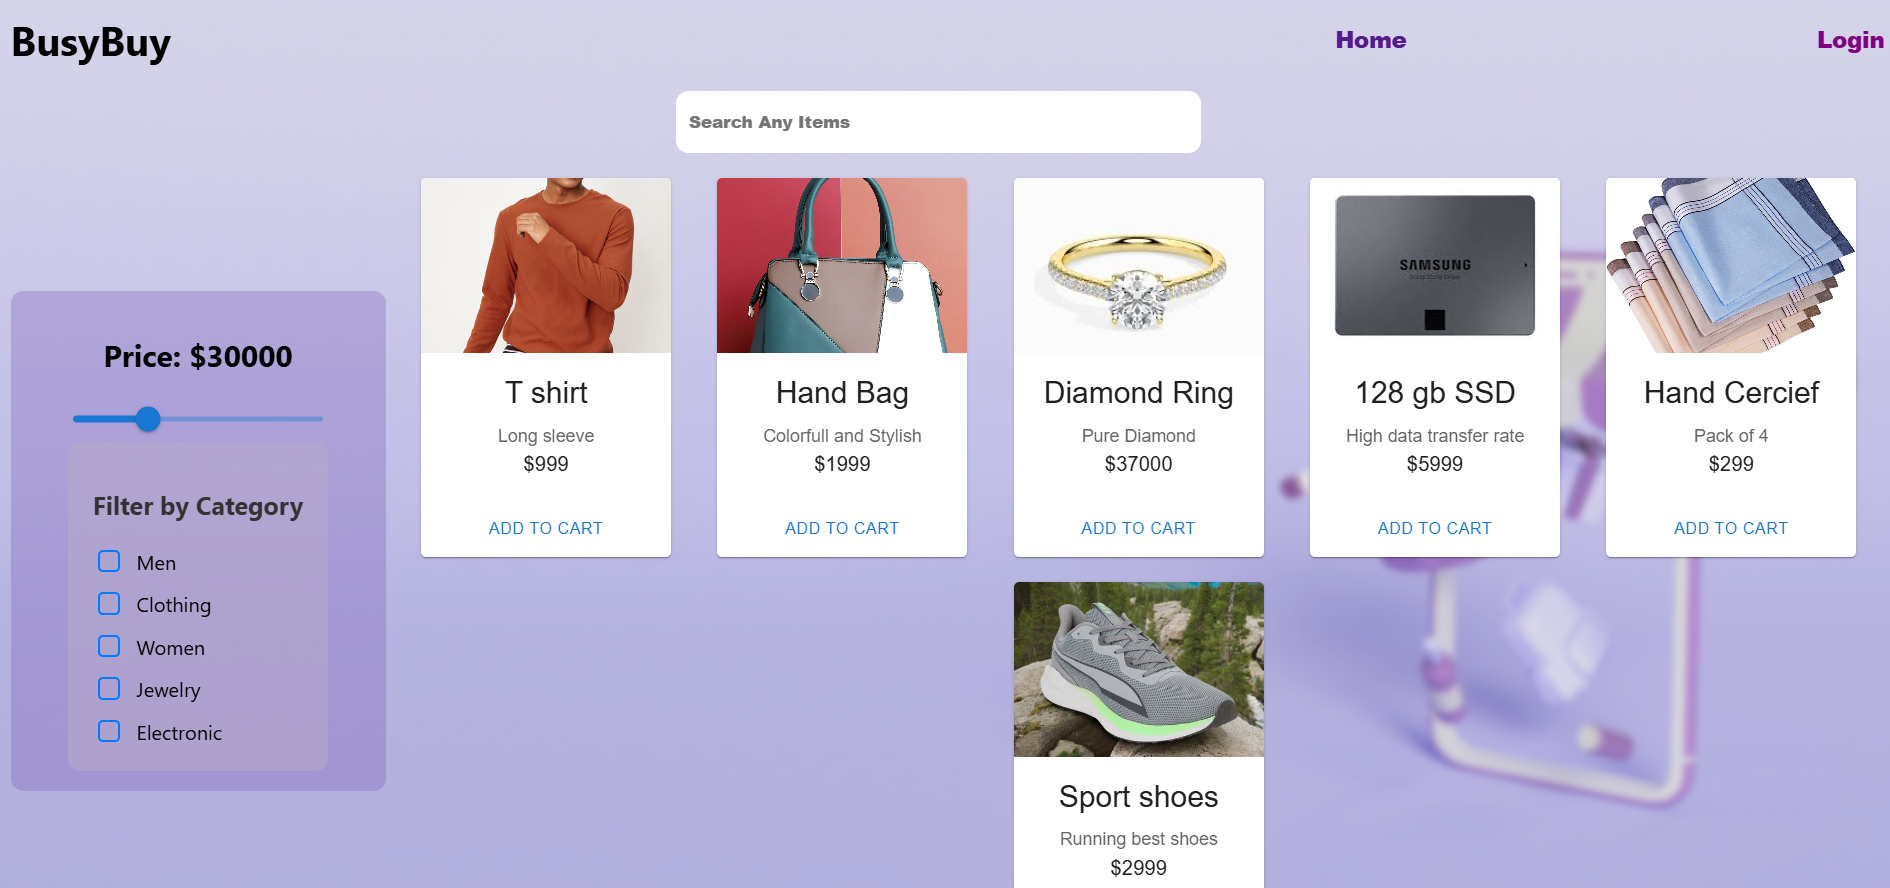 BusyBuy
Home
Login
Search Any Items
Price: $30000
Filter by Category
Men
Clothing
Women
Jewelry
Electronic
T shirt
Long sleeve
$999
ADD TO CART
Hand Bag
Colorfull and Stylish
$1999
ADD TO CART
Diamond Ring
Pure Diamond
$37000
ADD TO CART
SAMSUNG
Solid State Drive
128 gb SSD
High data transfer rate
$5999
ADD TO CART
Hand Cercief
Pack of 4
$299
ADD TO CART
Sport shoes
Running best shoes
$2999